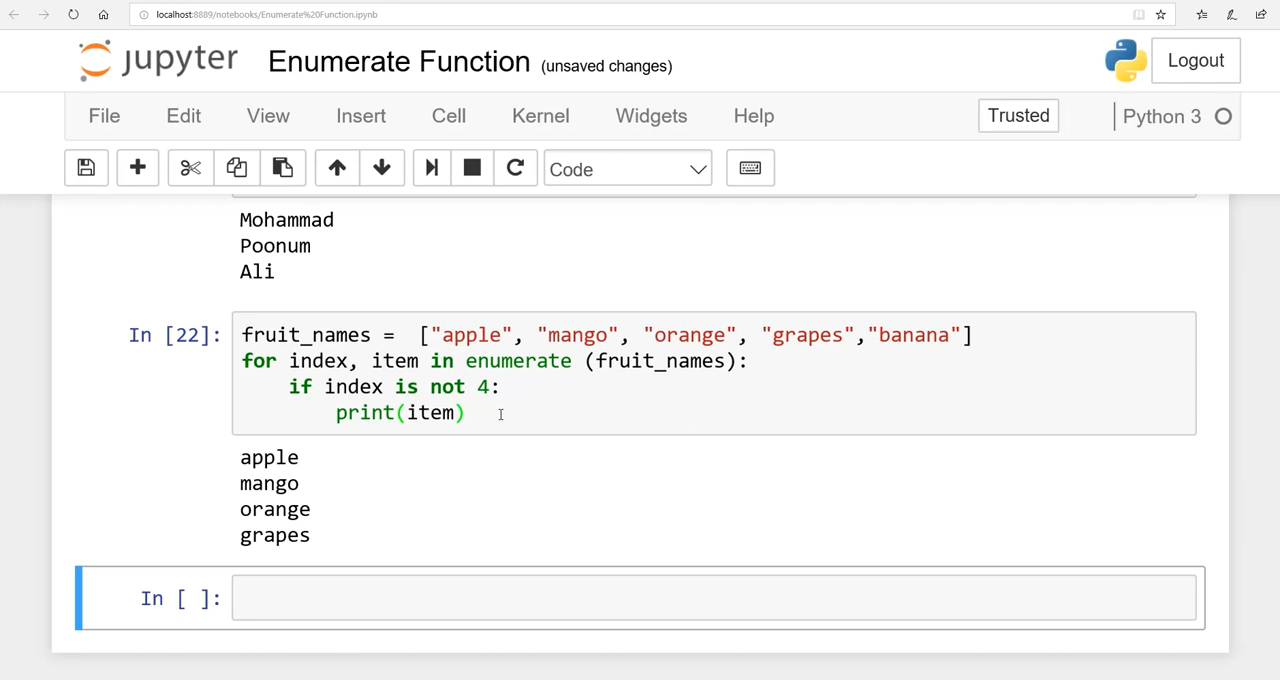 localhost:8889/notebooks/Enumerate%20Function.ipynb
jupyter Enumerate Function (unsaved changes) Logout
File Edit View Insert Cell Kernel Widgets Help Trusted Python 3
Code
Mohammad
Poonum
Ali
In [22]: fruit_names =  ["apple", "mango", "orange", "grapes","banana"]
for index, item in enumerate (fruit_names):
    if index is not 4:
        print(item)
apple
mango
orange
grapes
In [ ]: